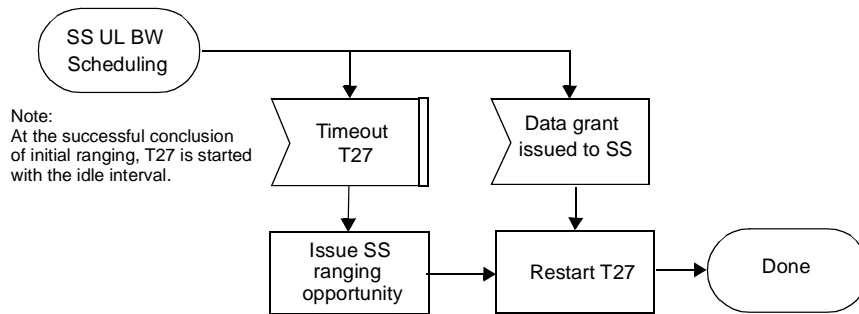 SS UL BW
Scheduling
Note:
At the successful conclusion
of initial ranging, T27 is started
with the idle interval.
Timeout
T27
Data grant
issued to SS
Issue SS
ranging
opportunity
Restart T27
Done